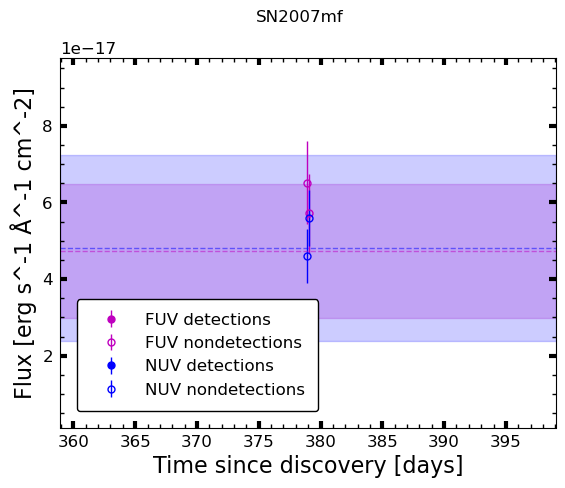 SN2007mf
1e−17
8
6
4
2
Flux [erg s^-1 Å^-1 cm^-2]
FUV detections
FUV nondetections
NUV detections
NUV nondetections
360 365 370 375 380 385 390 395
Time since discovery [days]